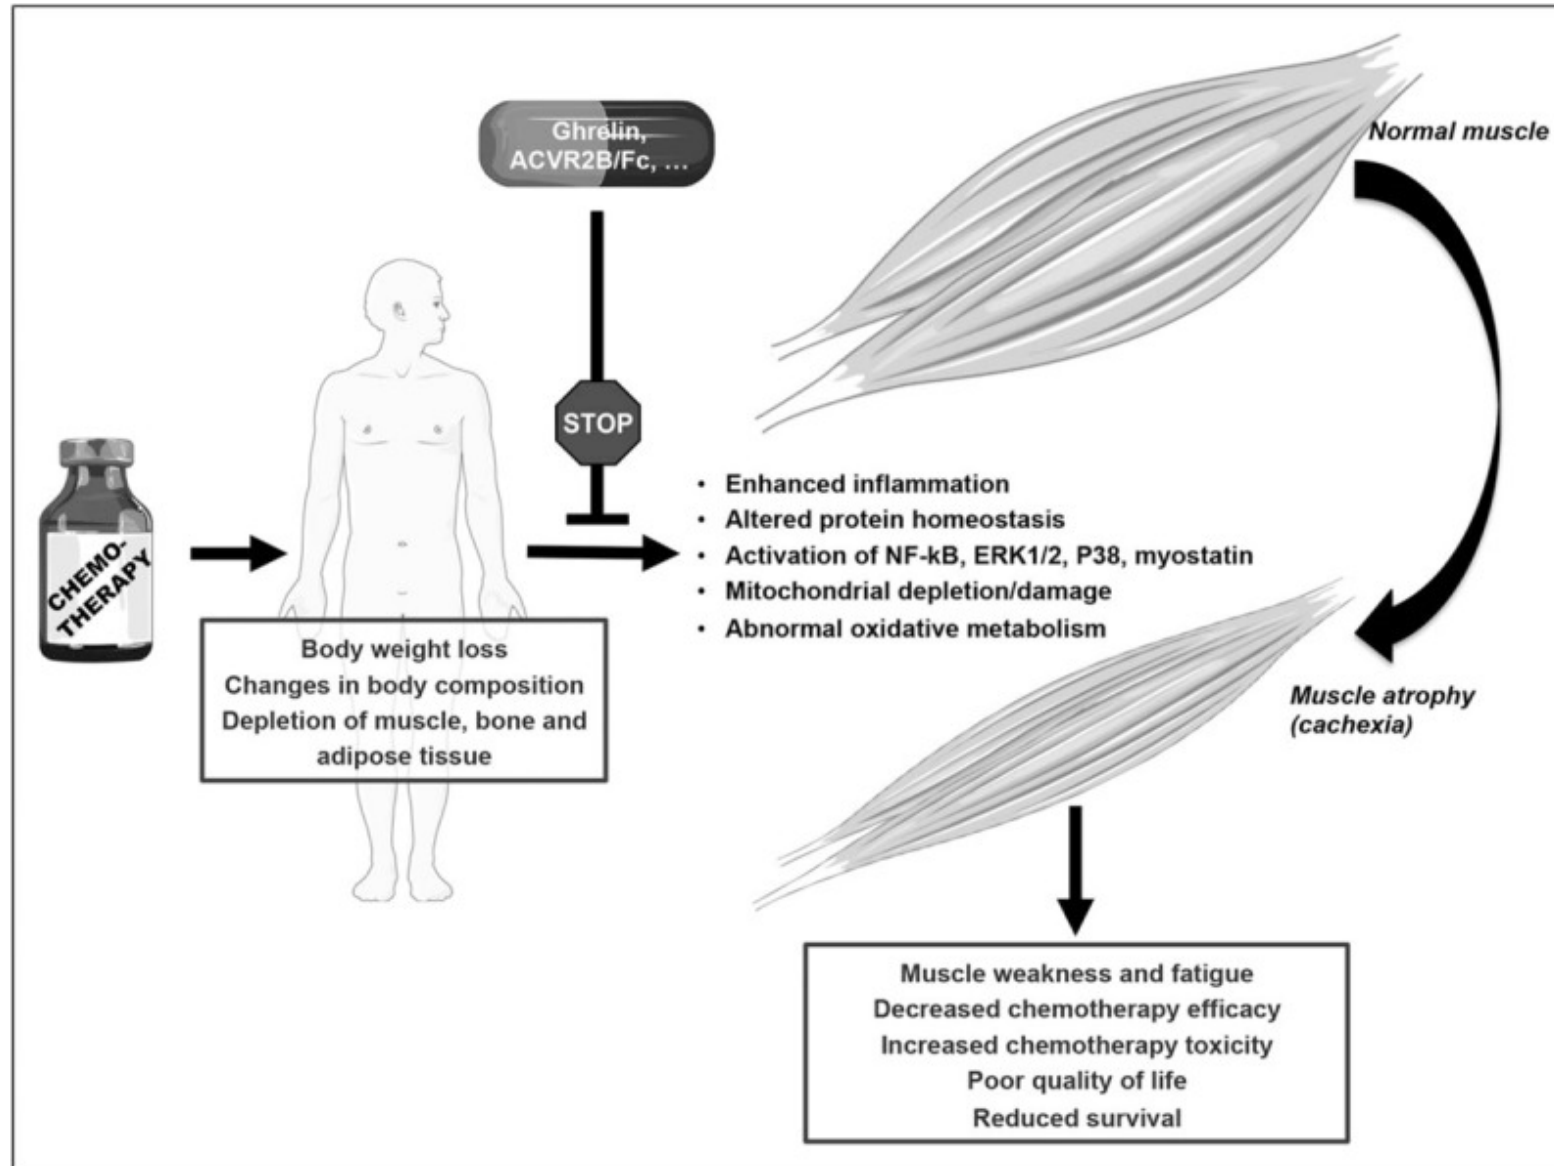 Ghrelin,
ACVR2B/Fc, ...
Normal muscle
STOP
CHEMO-
THERAPY
• Enhanced inflammation
• Altered protein homeostasis
• Activation of NF-kB, ERK1/2, P38, myostatin
• Mitochondrial depletion/damage
• Abnormal oxidative metabolism
Body weight loss
Changes in body composition
Depletion of muscle, bone and
adipose tissue
Muscle atrophy
(cachexia)
Muscle weakness and fatigue
Decreased chemotherapy efficacy
Increased chemotherapy toxicity
Poor quality of life
Reduced survival